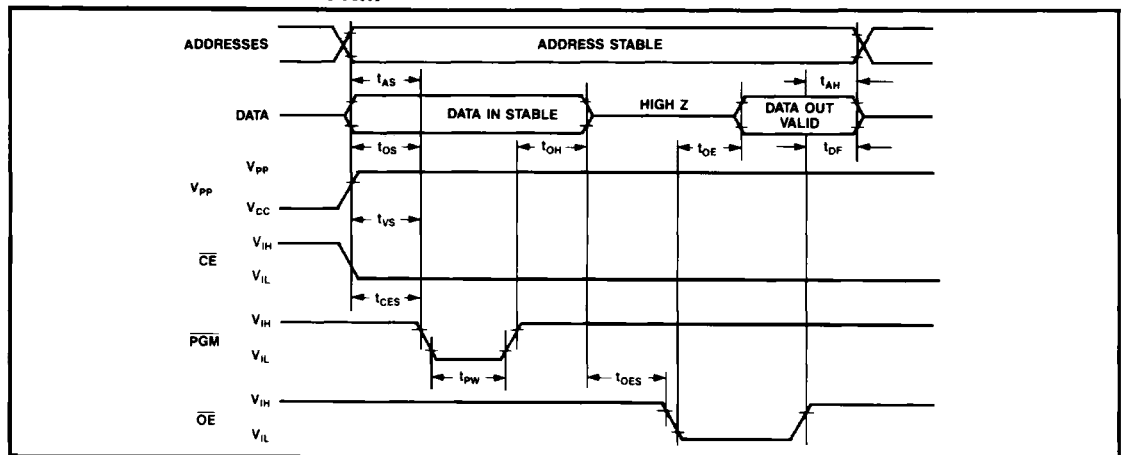 ADDRESSES
ADDRESS STABLE
tAS
tAH
DATA
DATA IN STABLE
HIGH Z
DATA OUT
VALID
tOS
tOH
tOE
tDF
VPP
VPP
VCC
tVS
CE
VIH
VIL
tCES
PGM
VIH
VIL
tPW
tOES
OE
VIH
VIL